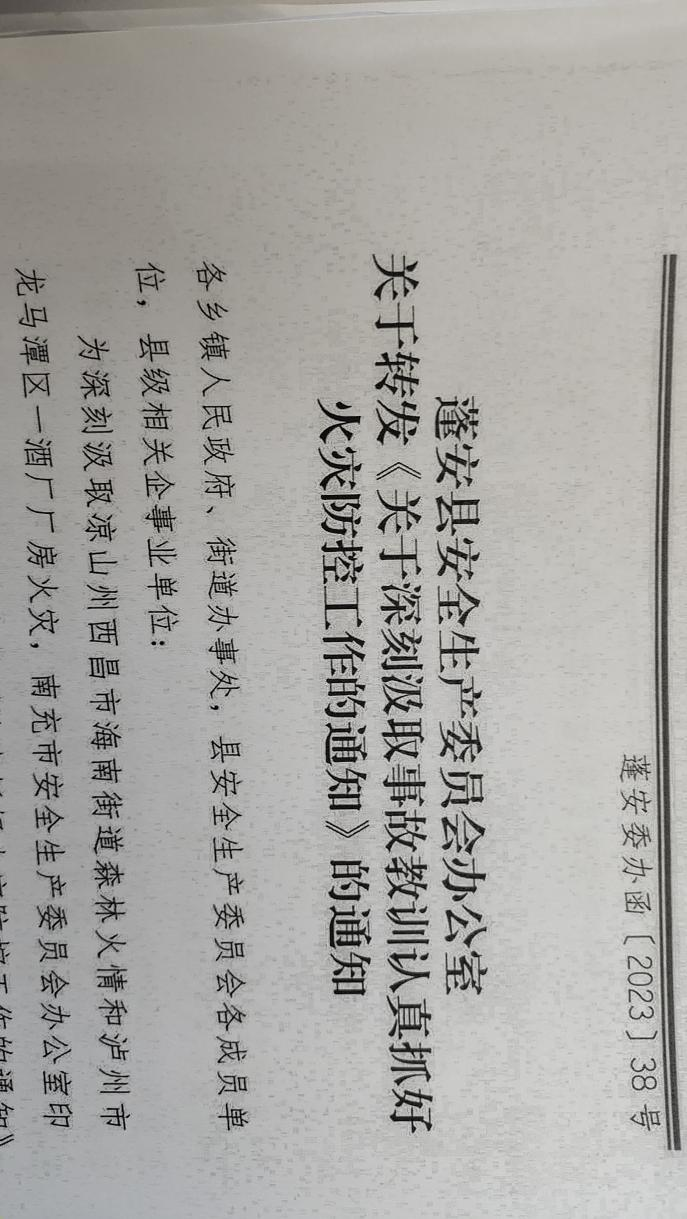 蓬安委办函〔2023〕38号
蓬安县安全生产委员会办公室
关于转发《关于深刻汲取事故教训认真抓好
火灾防控工作的通知》的通知
各乡镇人民政府、街道办事处，县安全生产委员会各成员单
位，县级相关企事业单位：
为深刻汲取凉山州西昌市海南街道森林火情和泸州市
龙马潭区一酒厂厂房火灾，南充市安全生产委员会办公室印
防控工作的通知》